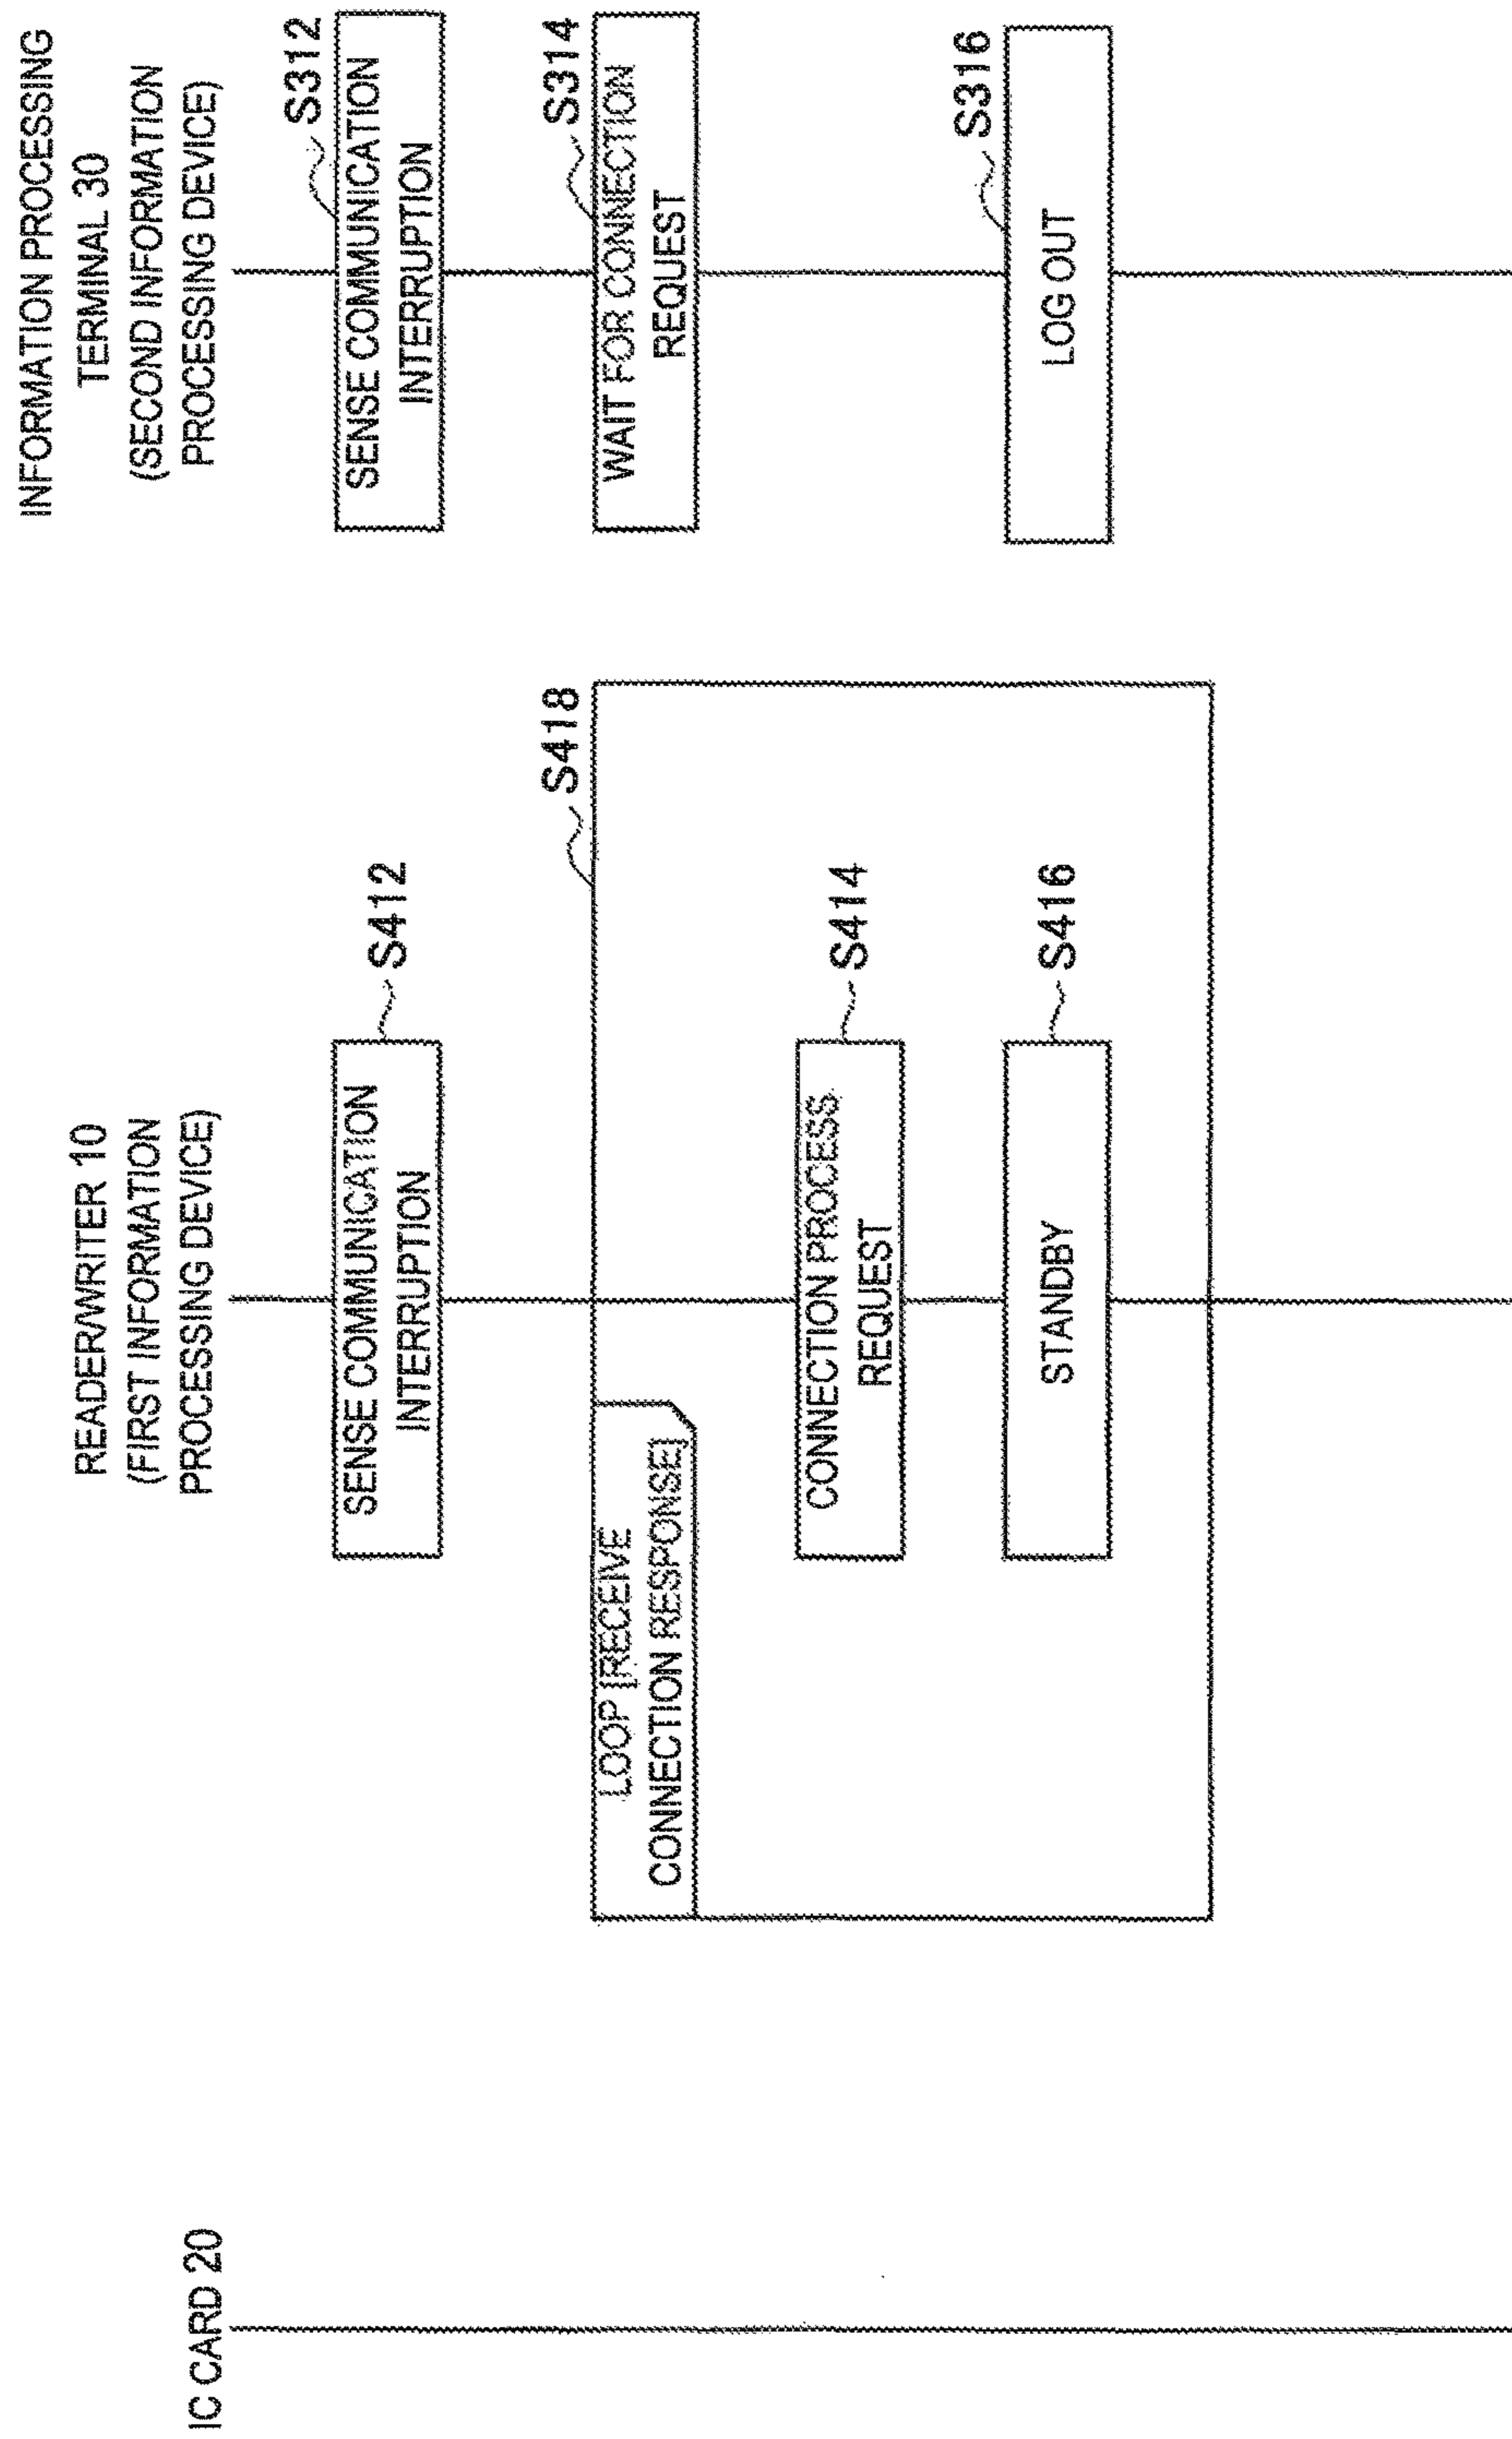 IC CARD 20
READER/WRITER 10
(FIRST INFORMATION
PROCESSING DEVICE)
INFORMATION PROCESSING
TERMINAL 30
(SECOND INFORMATION
PROCESSING DEVICE)
SENSE COMMUNICATION
INTERRUPTION
S412
SENSE COMMUNICATION
INTERRUPTION
S312
LOOP [RECEIVE
CONNECTION RESPONSE]
S418
WAIT FOR CONNECTION
REQUEST
S314
CONNECTION PROCESS
REQUEST
S414
STANDBY
S416
LOG OUT
S316